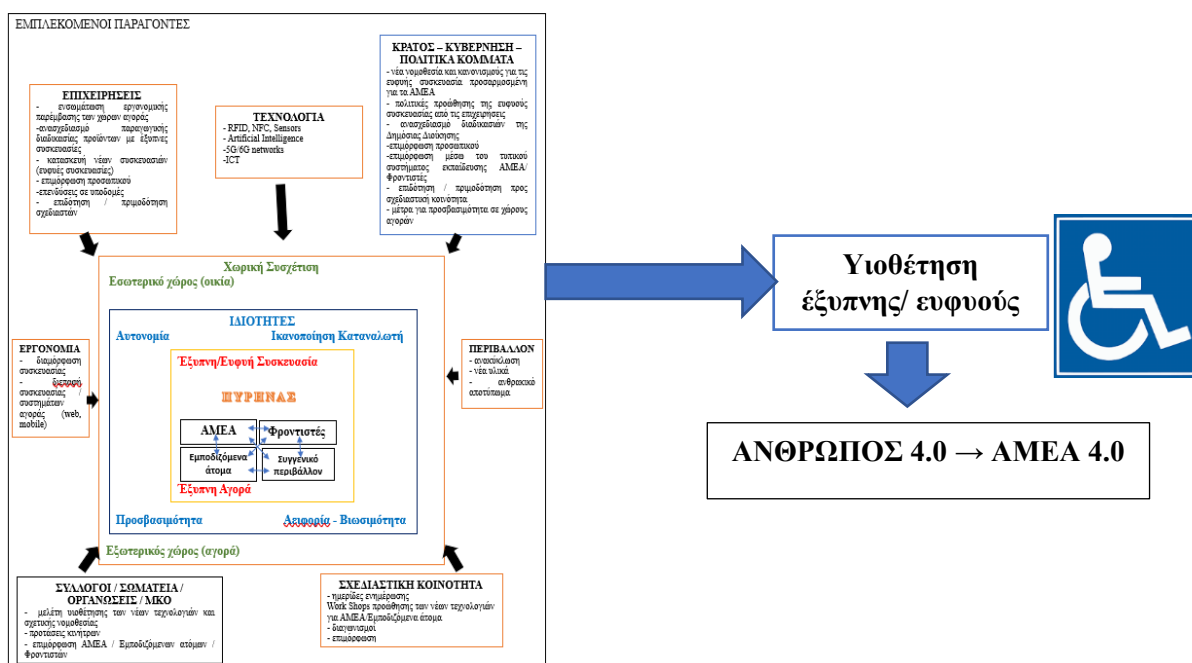 ΕΜΠΛΕΚΟΜΕΝΟΙ ΠΑΡΑΓΟΝΤΕΣ
ΕΠΙΧΕΙΡΗΣΕΙΣ
- ενσωμάτωση εργονομικής
παρέμβασης των χώρων αγοράς
-ανασχεδιασμό παραγωγικής
διαδικασίας προϊόντων με έξυπνες
συσκευασίες
- κατασκευή νέων συσκευασιών
(ευφυές συσκευασίες)
- επιμόρφωση προσωπικού
-επενδύσεις σε υποδομές
- επιδότηση / πριμοδότηση
σχεδιαστών
ΤΕΧΝΟΛΟΓΙΑ
- RFID, NFC, Sensors
- Artificial Intelligence
-5G/6G networks
-ICT
ΚΡΑΤΟΣ – ΚΥΒΕΡΝΗΣΗ –
ΠΟΛΙΤΙΚΑ ΚΟΜΜΑΤΑ
- νέα νομοθεσία και κανονισμούς για τις
ευφυής συσκευασία προσαρμοσμένη
για τα ΑΜΕΑ
- πολιτικές προάθησης της ευφυούς
συσκευασίας από τις επιχειρήσεις
- ανασχεδιασμό διαδικασιών της
Δημόσιας Διοίκησης
-επιμόρφωση προσωπικού
-επιμόρφωση μέσω του τυπικού
συστήματος εκπαίδευσης ΑΜΕΑ/
Φροντιστές
- επιδότηση / πριμοδότηση προς
σχεδιαστική κοινότητα
- μέτρα για προσβασιμότητα σε χώρους
αγορών
Χωρική Συσχέτιση
Εσωτερικό χώρος (οικία)
ΙΔΙΟΤΗΤΕΣ
Αυτονομία
Ικανοποίηση Καταναλωτή
Έξυπνη/Ευφυή Συσκευασία
ΠΥΡΗΝΑΣ
ΑΜΕΑ
Φροντιστές
Εμποδιζόμενα
άτομα
Συγγενικό
περιβάλλον
Έξυπνη Αγορά
Προσβασιμότητα
Αειφορία - Βιωσιμότητα
Εξωτερικός χώρος (αγορά)
ΕΡΓΟΝΟΜΙΑ
- διαμόρφωση
συσκευασίας
- διεπαφή
συσκευασίας /
συστημάτων
αγοράς (web,
mobile)
ΠΕΡΙΒΑΛΛΟΝ
- ανακύκλωση
- νέα υλικά
- ανθρακικό
αποτύπωμα
ΣΥΛΛΟΓΟΙ / ΣΩΜΑΤΕΙΑ /
ΟΡΓΑΝΩΣΕΙΣ / ΜΚΟ
- μελέτη υιοθέτησης των νέων τεχνολογιών και
σχετικής νομοθεσίας
- προτάσεις κινήτρων
- επιμόρφωση ΑΜΕΑ / Εμποδιζόμενων ατόμων /
Φροντιστών
ΣΧΕΔΙΑΣΤΙΚΗ ΚΟΙΝΟΤΗΤΑ
- ημερίδες ενημέρωσης
Work Shops προώθησης των νέων τεχνολογιών
για ΑΜΕΑ/Εμποδιζόμενα άτομα
- διαγωνισμοί
- επιμόρφωση
Υιοθέτηση
έξυπνης/ ευφυούς
ΑΝΘΡΩΠΟΣ 4.0 → ΑΜΕΑ 4.0